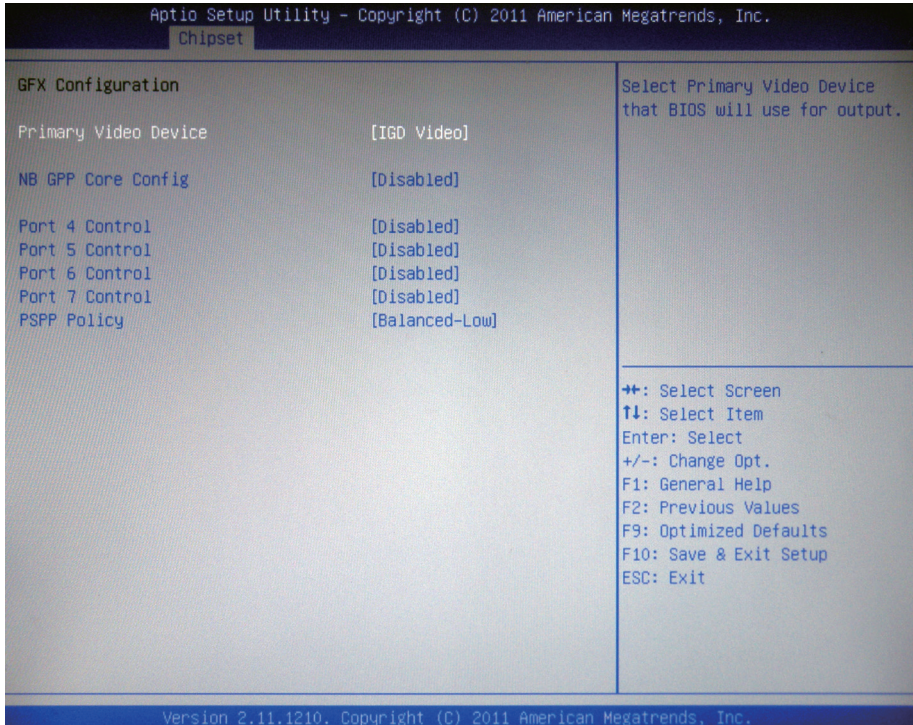 Aptio Setup Utility – Copyright (C) 2011 American Megatrends, Inc.
Chipset
GFX Configuration
Primary Video Device [IGD Video]
NB GPP Core Config [Disabled]
Port 4 Control [Disabled]
Port 5 Control [Disabled]
Port 6 Control [Disabled]
Port 7 Control [Disabled]
PSPP Policy [Balanced-Low]
Select Primary Video Device
that BIOS will use for output.
→←: Select Screen
↑↓: Select Item
Enter: Select
+/-: Change Opt.
F1: General Help
F2: Previous Values
F9: Optimized Defaults
F10: Save & Exit Setup
ESC: Exit
Version 2.11.1210. Copyright (C) 2011 American Megatrends, Inc.